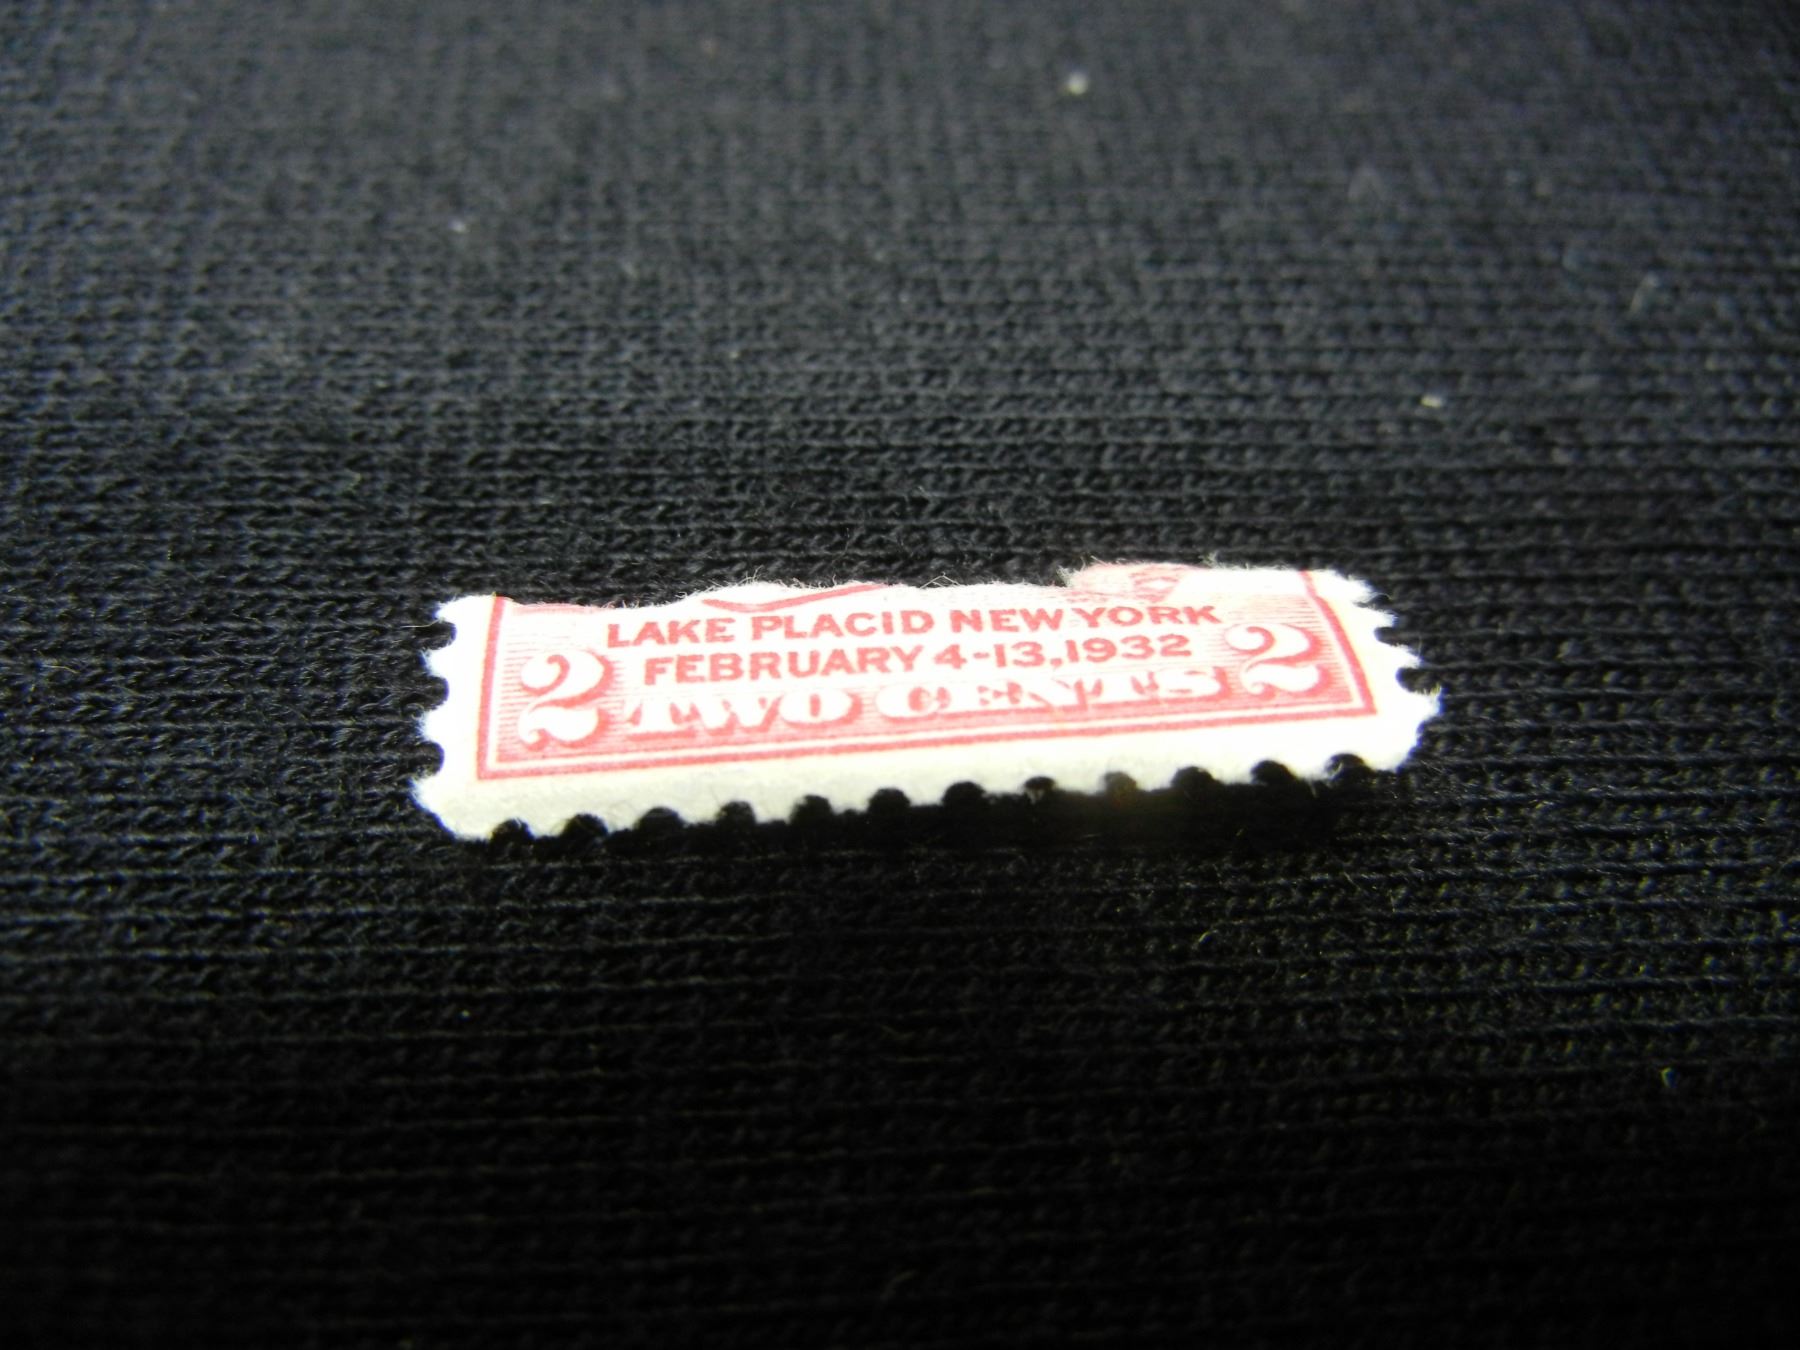 LAKE PLACID NEW YORK
2 FEBRUARY 4-13, 1932 2
TWO CENTS